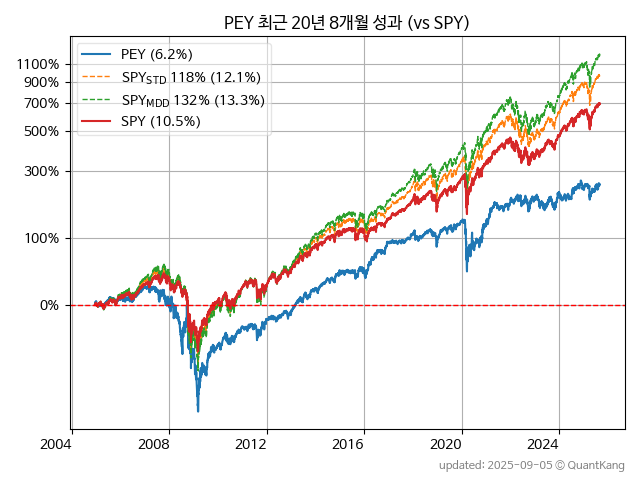 PEY 최근 20년 8개월 성과 (vs SPY)
PEY (6.2%)
SPY_STD 118% (12.1%)
SPY_MDD 132% (13.3%)
SPY (10.5%)
1100%
900%
700%
500%
300%
100%
0%
2004 2008 2012 2016 2020 2024
updated: 2025-09-05 © QuantKang